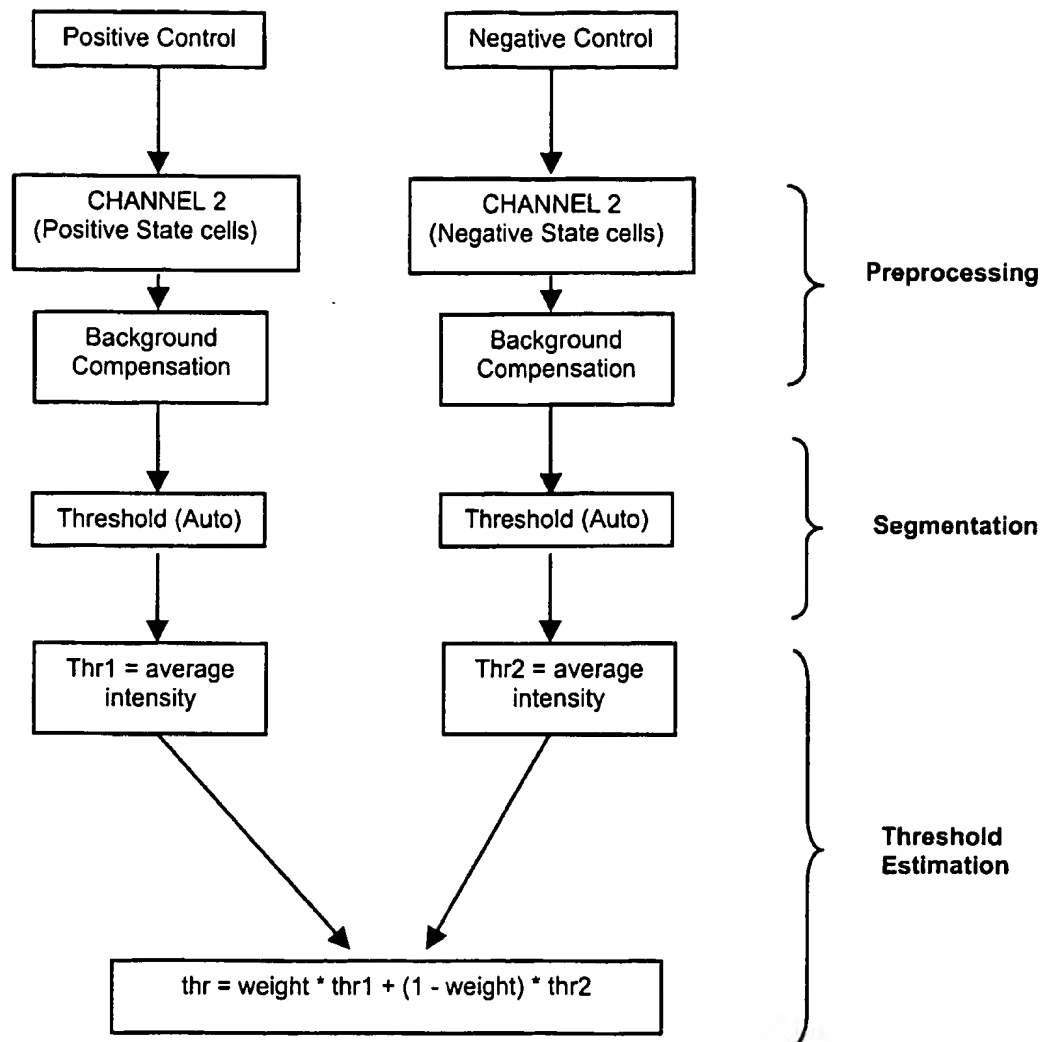 Positive Control
Negative Control
CHANNEL 2
(Positive State cells)
CHANNEL 2
(Negative State cells)
Preprocessing
Background
Compensation
Background
Compensation
Threshold (Auto)
Threshold (Auto)
Segmentation
Thr1 = average
intensity
Thr2 = average
intensity
Threshold
Estimation
thr = weight * thr1 + (1 - weight) * thr2